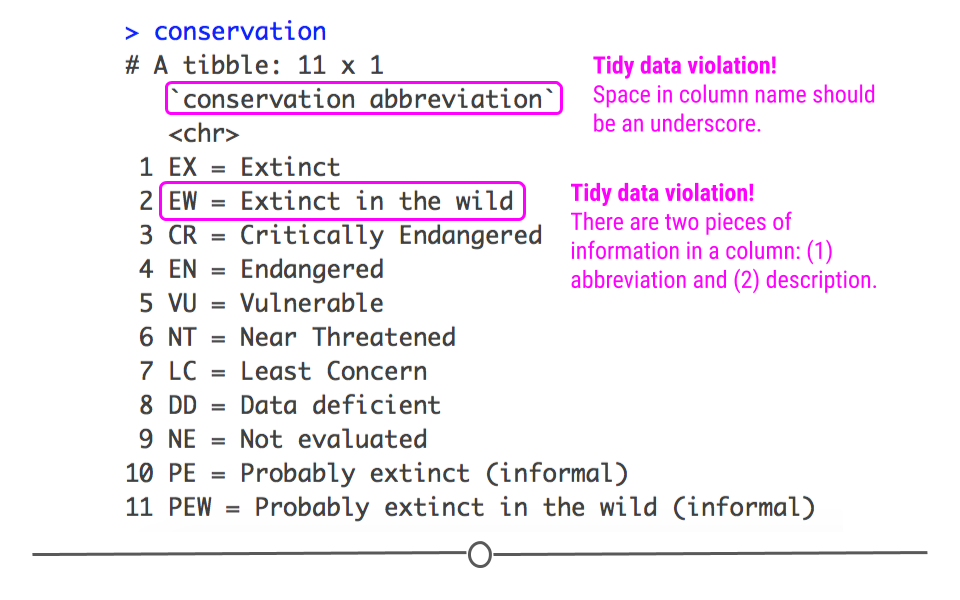 > conservation
# A tibble: 11 x 1
`conservation abbreviation`
<chr>
1 EX = Extinct
2 EW = Extinct in the wild
3 CR = Critically Endangered
4 EN = Endangered
5 VU = Vulnerable
6 NT = Near Threatened
7 LC = Least Concern
8 DD = Data deficient
9 NE = Not evaluated
10 PE = Probably extinct (informal)
11 PEW = Probably extinct in the wild (informal)
Tidy data violation!
Space in column name should
be an underscore.
Tidy data violation!
There are two pieces of
information in a column: (1)
abbreviation and (2) description.